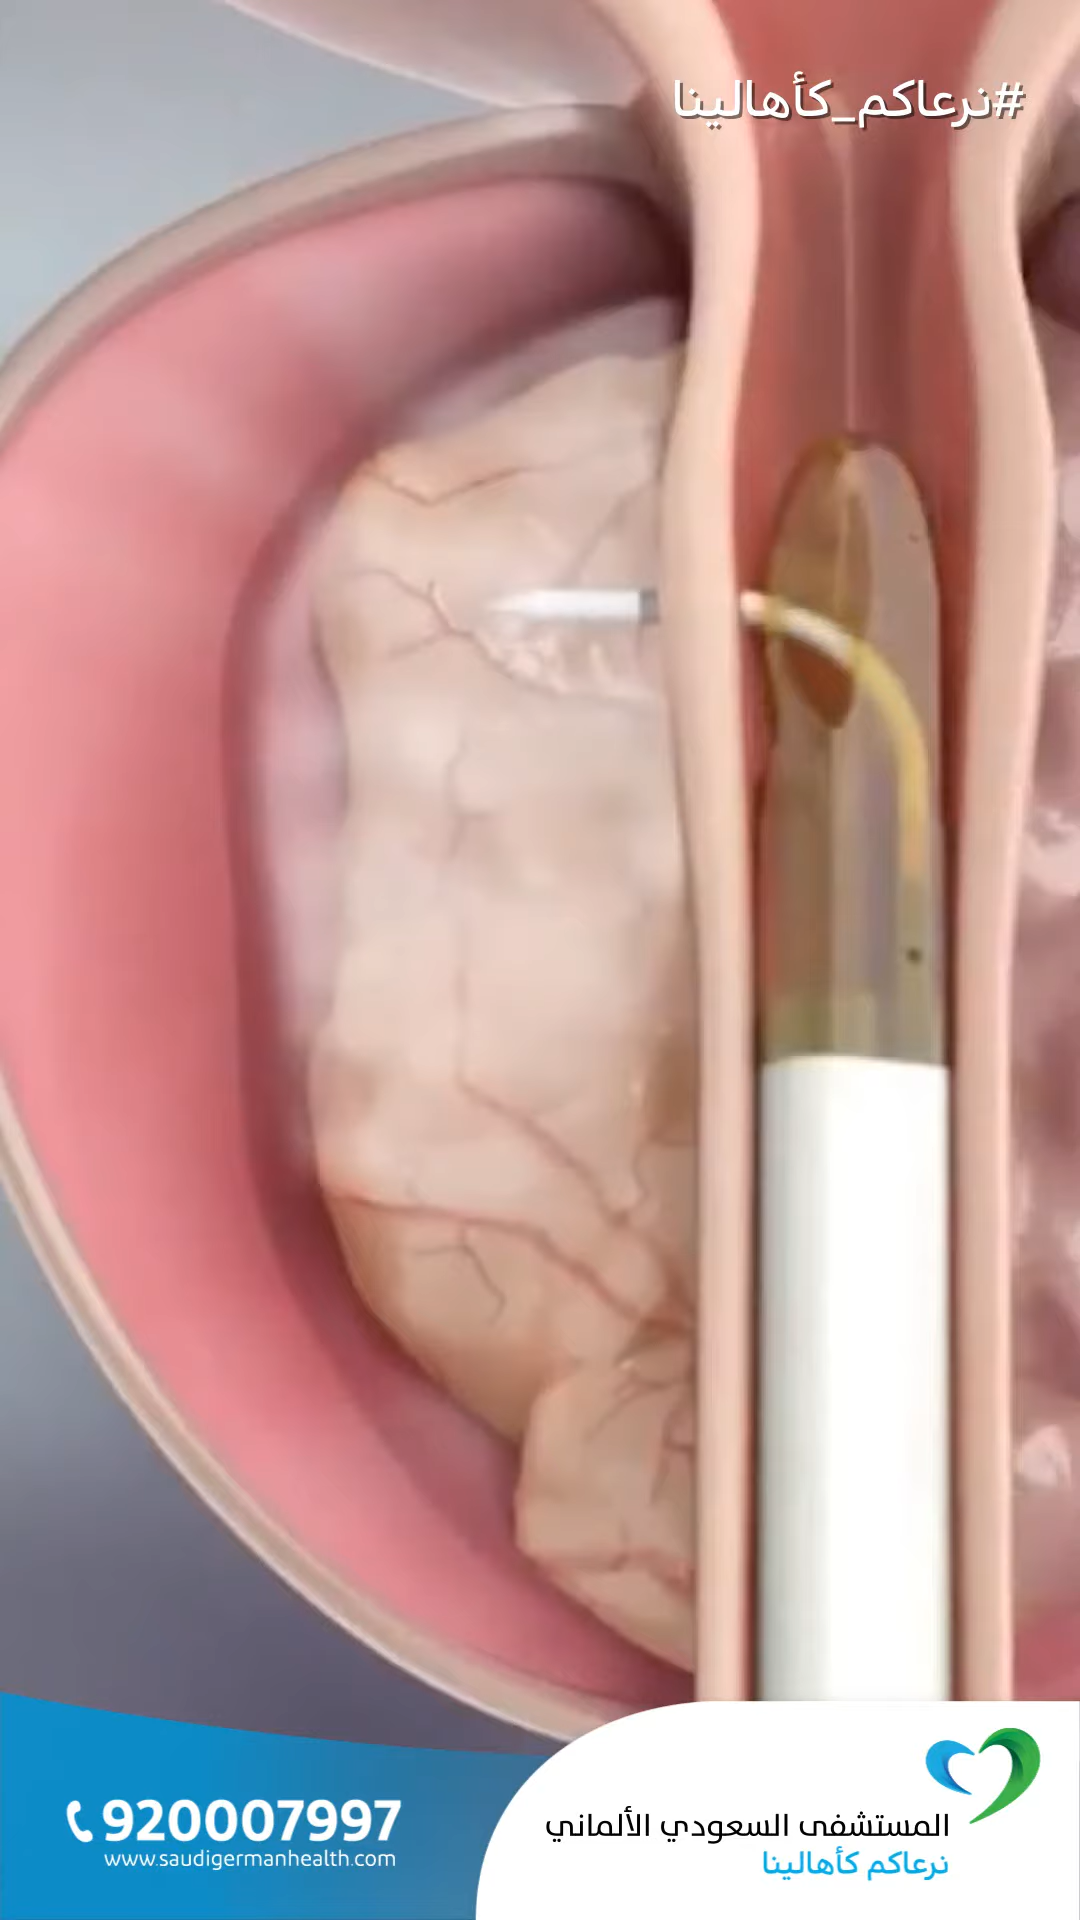 #نرعاكم_كأهالينا
920007997
www.saudigermanhealth.com
المستشفى السعودي الألماني
نرعاكم كأهالينا